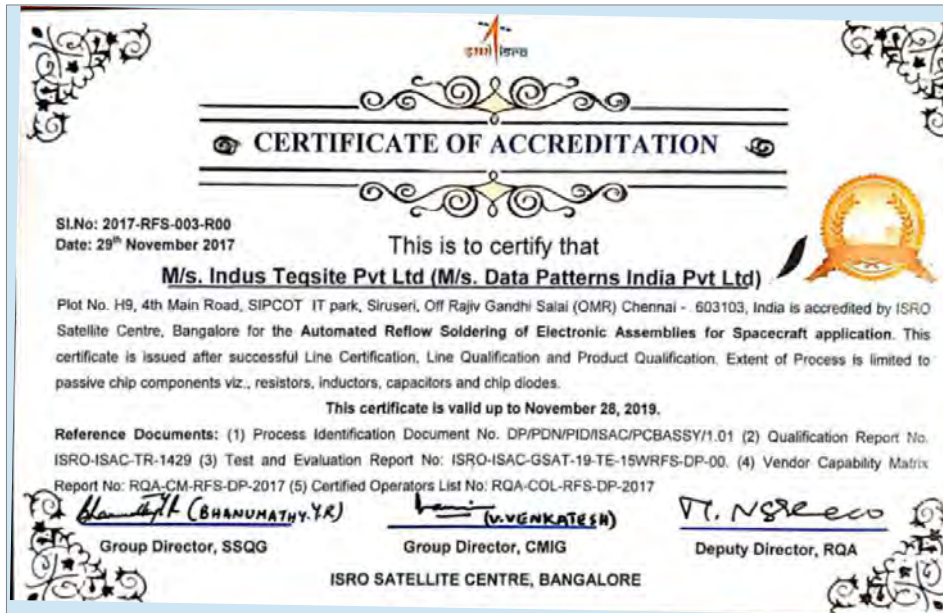 इसरो isro
CERTIFICATE OF ACCREDITATION
SI.No: 2017-RFS-003-R00
Date: 29th November 2017
This is to certify that
M/s. Indus Teqsite Pvt Ltd (M/s. Data Patterns India Pvt Ltd)
Plot No. H9, 4th Main Road, SIPCOT IT park, Siruseri, Off Rajiv Gandhi Salai (OMR) Chennai - 603103, India is accredited by ISRO
Satellite Centre, Bangalore for the Automated Reflow Soldering of Electronic Assemblies for Spacecraft application. This
certificate is issued after successful Line Certification, Line Qualification and Product Qualification. Extent of Process is limited to
passive chip components viz., resistors, inductors, capacitors and chip diodes.
This certificate is valid up to November 28, 2019.
Reference Documents: (1) Process Identification Document No. DP/PDN/PID/ISAC/PCBASSY/1.01 (2) Qualification Report No.
ISRO-ISAC-TR-1429 (3) Test and Evaluation Report No: ISRO-ISAC-GSAT-19-TE-15WRFS-DP-00. (4) Vendor Capability Matrix
Report No: RQA-CM-RFS-DP-2017 (5) Certified Operators List No: RQA-COL-RFS-DP-2017
(BHANUMATHY.Y.R) (V.VENKATESH)
Group Director, SSQG Group Director, CMIG Deputy Director, RQA
ISRO SATELLITE CENTRE, BANGALORE